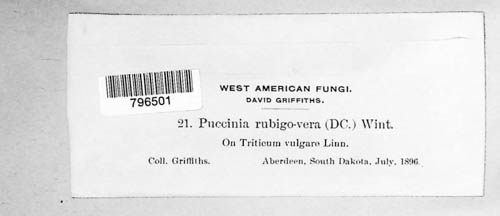 WEST AMERICAN FUNGI.
DAVID GRIFFITHS.
796501
21. Puccinia rubigo-vera (DC.) Wint.
On Triticum vulgare Linn.
Coll. Griffiths. Aberdeen, South Dakota, July, 1896.